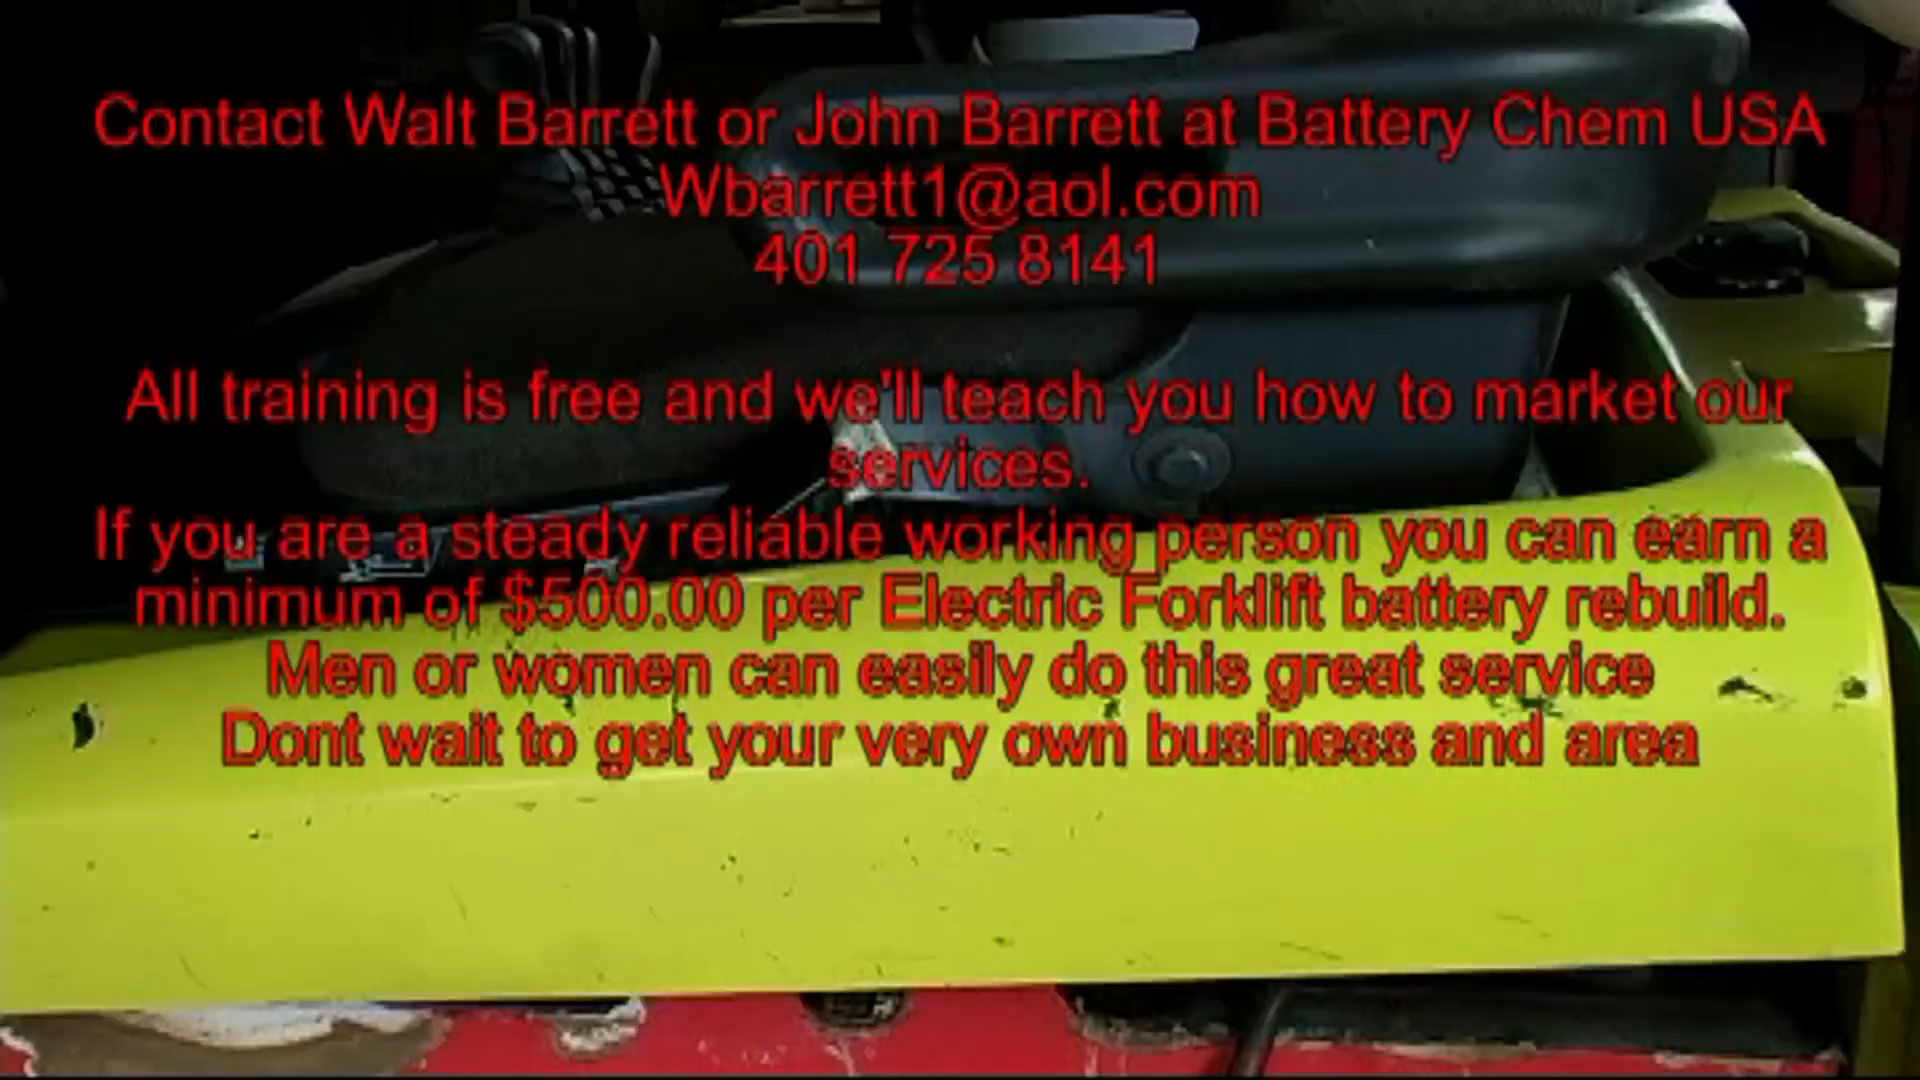 Contact Walt Barrett or John Barrett at Battery Chem USA
Wbarrett1@aol.com
401 725 8141
All training is free and we'll teach you how to market our
services.
If you are a steady reliable working person you can earn a
minimum of $500.00 per Electric Forklift battery rebuild.
Men or women can easily do this great service
Dont wait to get your very own business and area